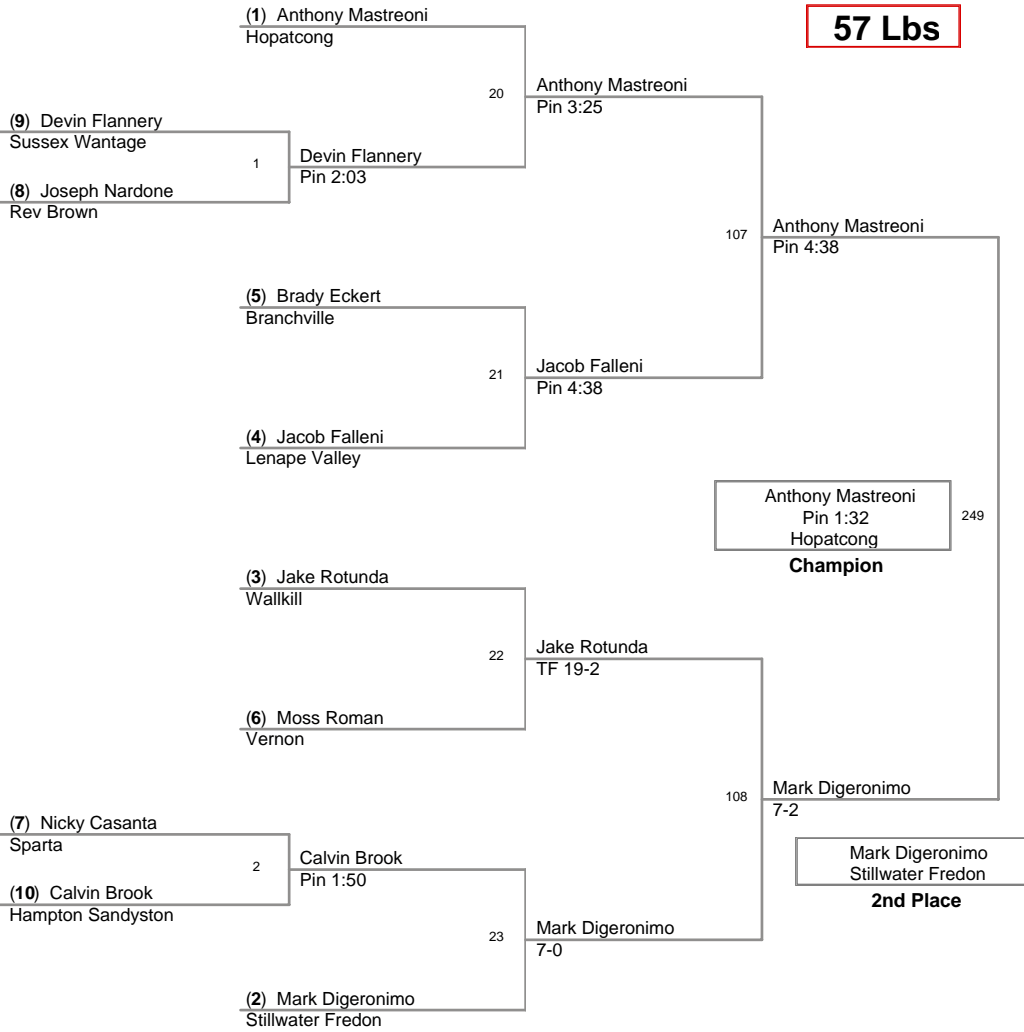 57 Lbs
(1) Anthony Mastreoni
Hopatcong
20
Anthony Mastreoni
Pin 3:25
(9) Devin Flannery
Sussex Wantage
1
Devin Flannery
Pin 2:03
(8) Joseph Nardone
Rev Brown
107
Anthony Mastreoni
Pin 4:38
(5) Brady Eckert
Branchville
21
Jacob Falleni
Pin 4:38
(4) Jacob Falleni
Lenape Valley
Anthony Mastreoni
Pin 1:32
Hopatcong
249
Champion
(3) Jake Rotunda
Wallkill
22
Jake Rotunda
TF 19-2
(6) Moss Roman
Vernon
108
Mark Digeronimo
7-2
(7) Nicky Casanta
Sparta
2
Calvin Brook
Pin 1:50
(10) Calvin Brook
Hampton Sandyston
Mark Digeronimo
Stillwater Fredon
2nd Place
23
Mark Digeronimo
7-0
(2) Mark Digeronimo
Stillwater Fredon